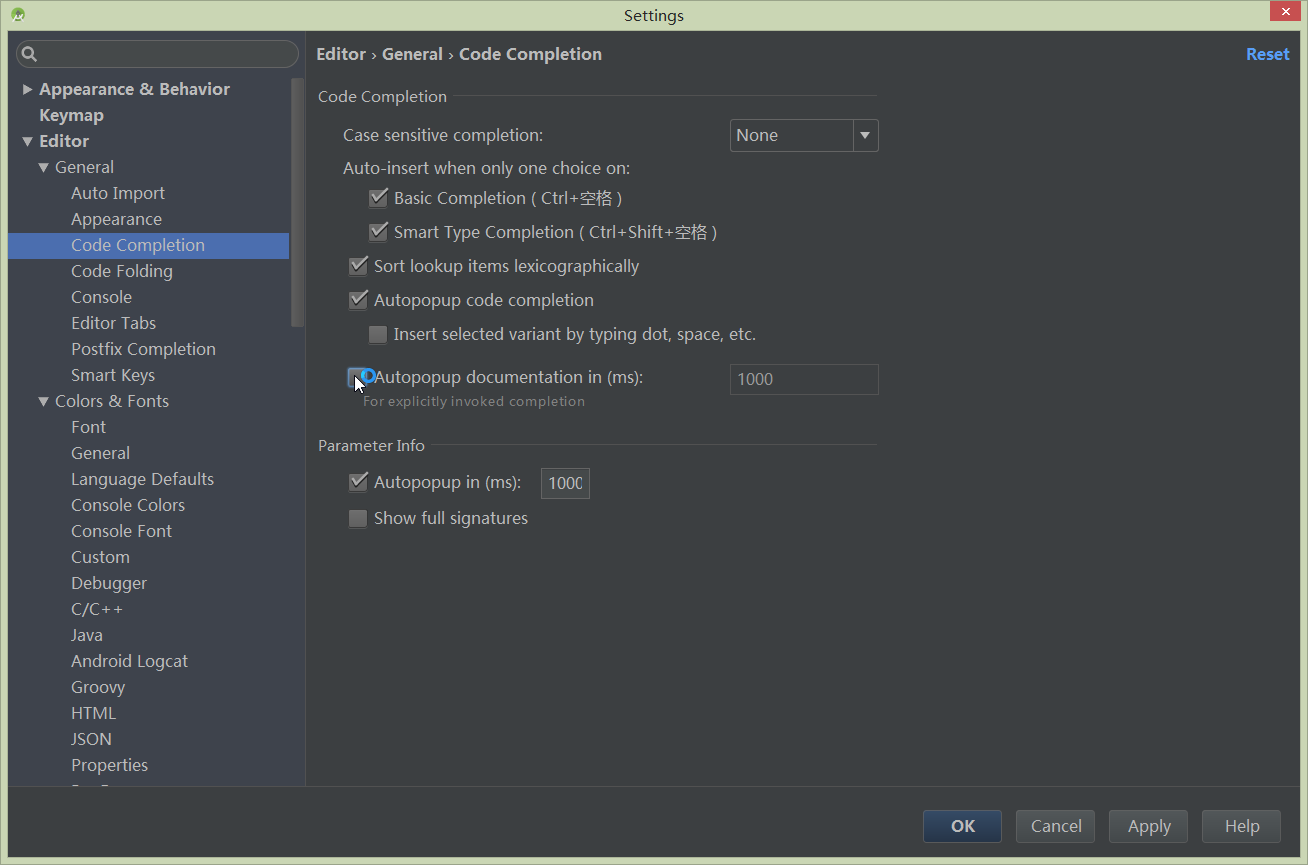 Settings
Editor › General › Code Completion
Reset
Appearance & Behavior
Keymap
Editor
General
Auto Import
Appearance
Code Completion
Code Folding
Console
Editor Tabs
Postfix Completion
Smart Keys
Colors & Fonts
Font
General
Language Defaults
Console Colors
Console Font
Custom
Debugger
C/C++
Java
Android Logcat
Groovy
HTML
JSON
Properties
Code Completion
Case sensitive completion: None
Auto-insert when only one choice on:
Basic Completion ( Ctrl+空格 )
Smart Type Completion ( Ctrl+Shift+空格 )
Sort lookup items lexicographically
Autopopup code completion
Insert selected variant by typing dot, space, etc.
Autopopup documentation in (ms): 1000
For explicitly invoked completion
Parameter Info
Autopopup in (ms): 1000
Show full signatures
OK Cancel Apply Help